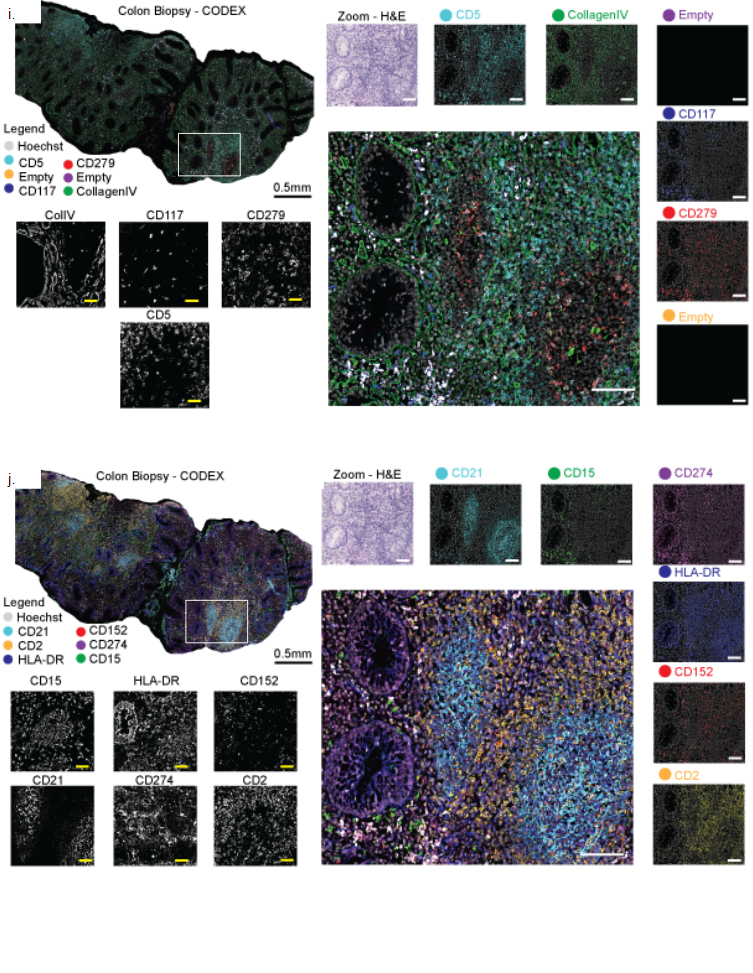 i.
Colon Biopsy - CODEX
Zoom - H&E
CD5
CollagenIV
Empty
CD117
CD279
Empty
Legend
Hoechst
CD5
CD279
Empty
Empty
CD117
CollagenIV
0.5mm
ColIV
CD117
CD279
CD5
j.
Colon Biopsy - CODEX
Zoom - H&E
CD21
CD15
CD274
HLA-DR
CD152
CD2
Legend
Hoechst
CD21
CD152
CD2
CD274
HLA-DR
CD15
0.5mm
CD15
HLA-DR
CD152
CD21
CD274
CD2